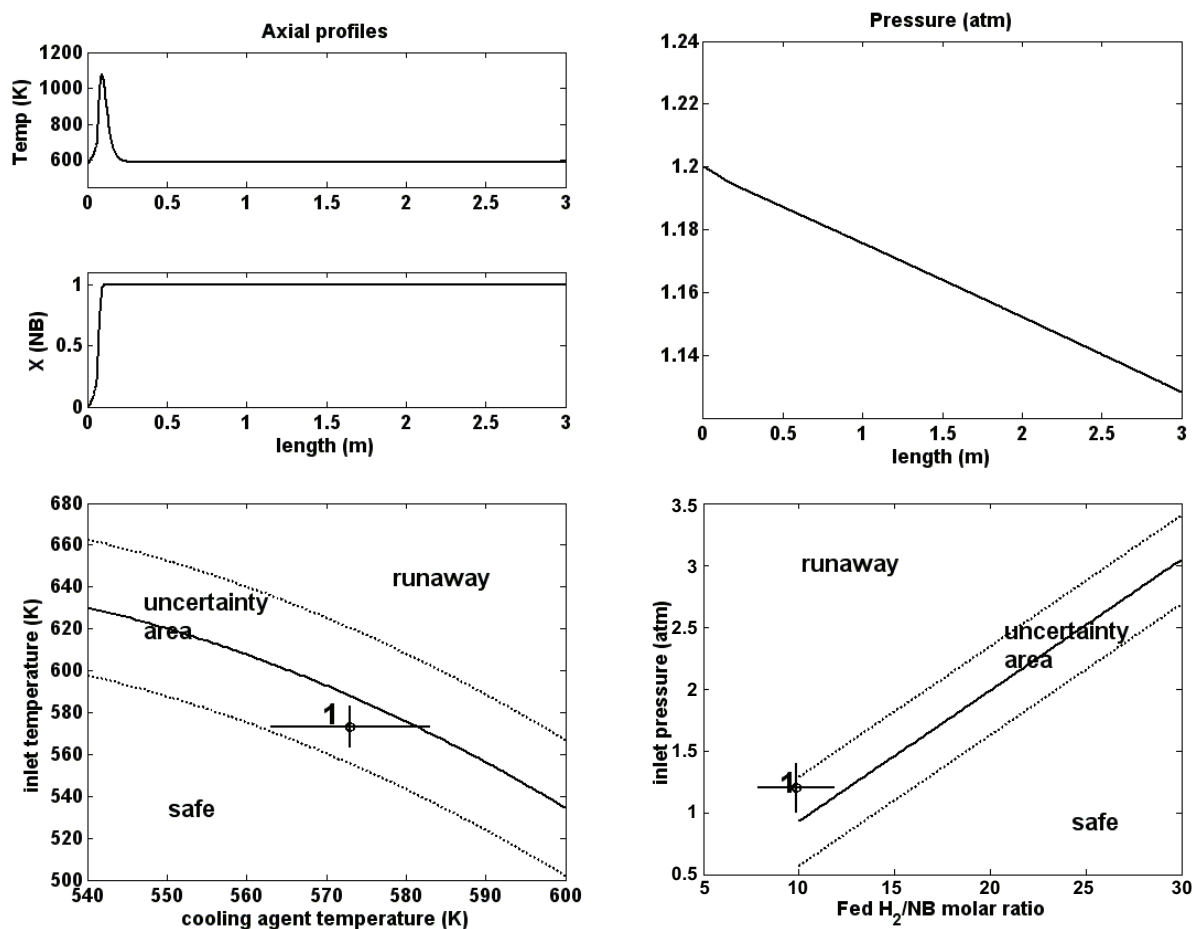 Axial profiles
Temp (K)
1200
1000
800
600
0 0.5 1 1.5 2 2.5 3
X (NB)
1
0.5
0
0 0.5 1 1.5 2 2.5 3
length (m)
Pressure (atm)
1.24
1.22
1.2
1.18
1.16
1.14
0 0.5 1 1.5 2 2.5 3
length (m)
inlet temperature (K)
680
660
640
620
600
580
560
540
520
500
runaway
uncertainty
area
1
safe
540 550 560 570 580 590 600
cooling agent temperature (K)
inlet pressure (atm)
3.5
3
2.5
2
1.5
1
0.5
runaway
uncertainty
area
1
safe
5 10 15 20 25 30
Fed H₂/NB molar ratio